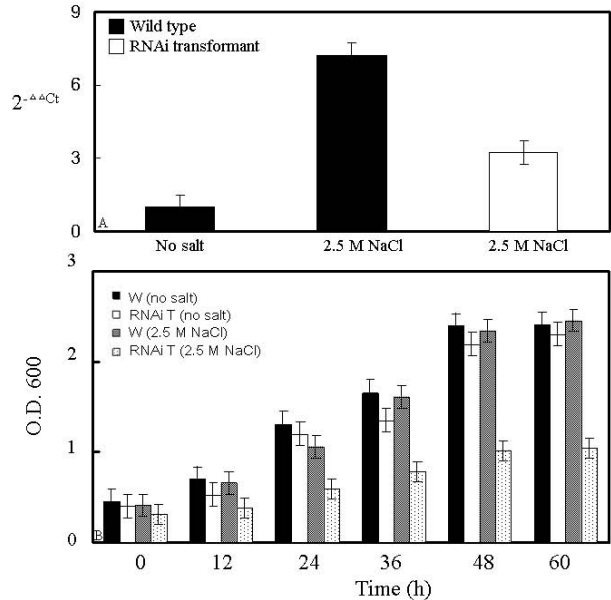 9
Wild type
RNAi transformant
6
2-△△Ct
3
0
A
No salt
2.5 M NaCl
2.5 M NaCl
3
W (no salt)
RNAi T (no salt)
W (2.5 M NaCl)
RNAi T (2.5 M NaCl)
2
O.D. 600
1
0
B
0
12
24
36
48
60
Time (h)